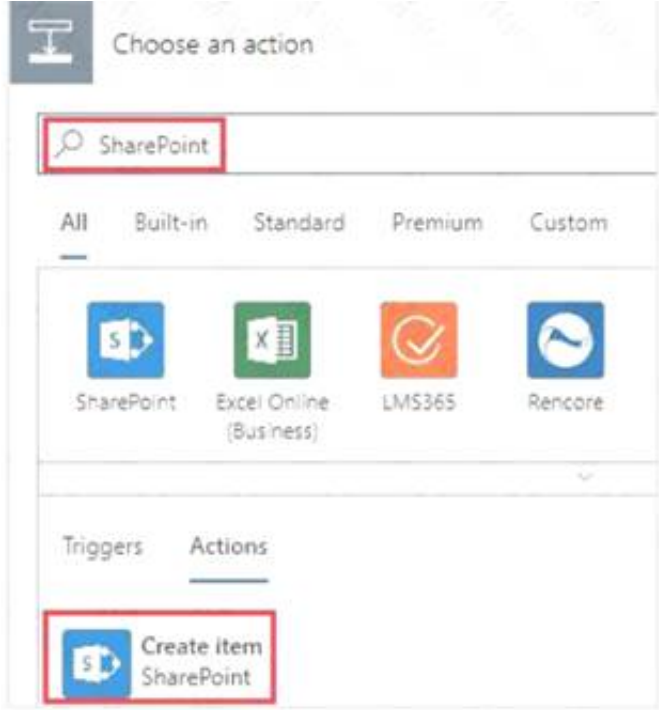 Choose an action
SharePoint
All Built-in Standard Premium Custom
SharePoint Excel Online LMS365 Rencore
(Business)
Triggers Actions
Create item
SharePoint